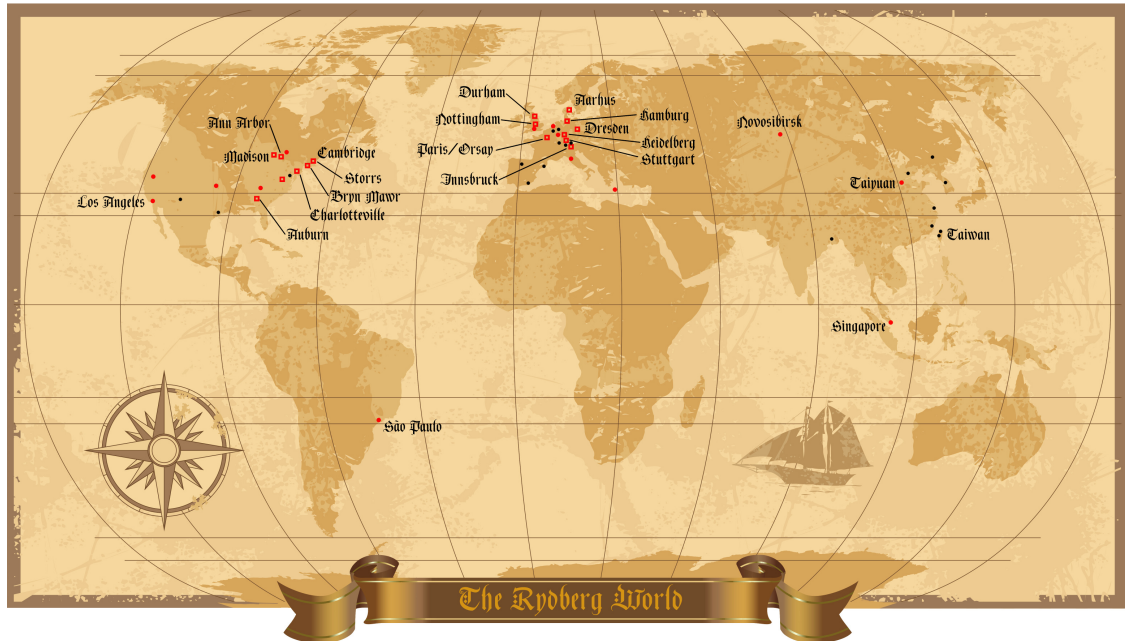 Durham
Aarhus
Nottingham
Hamburg
Ann Arbor
Dresden
Novosibirsk
Cambridge
Heidelberg
Paris/Orsay
Madison
Stuttgart
Storrs
Innsbruck
Taiyuan
Bryn Mawr
Los Angeles
Charlotteville
Auburn
Taiwan
Singapore
São Paulo
The Rydberg World